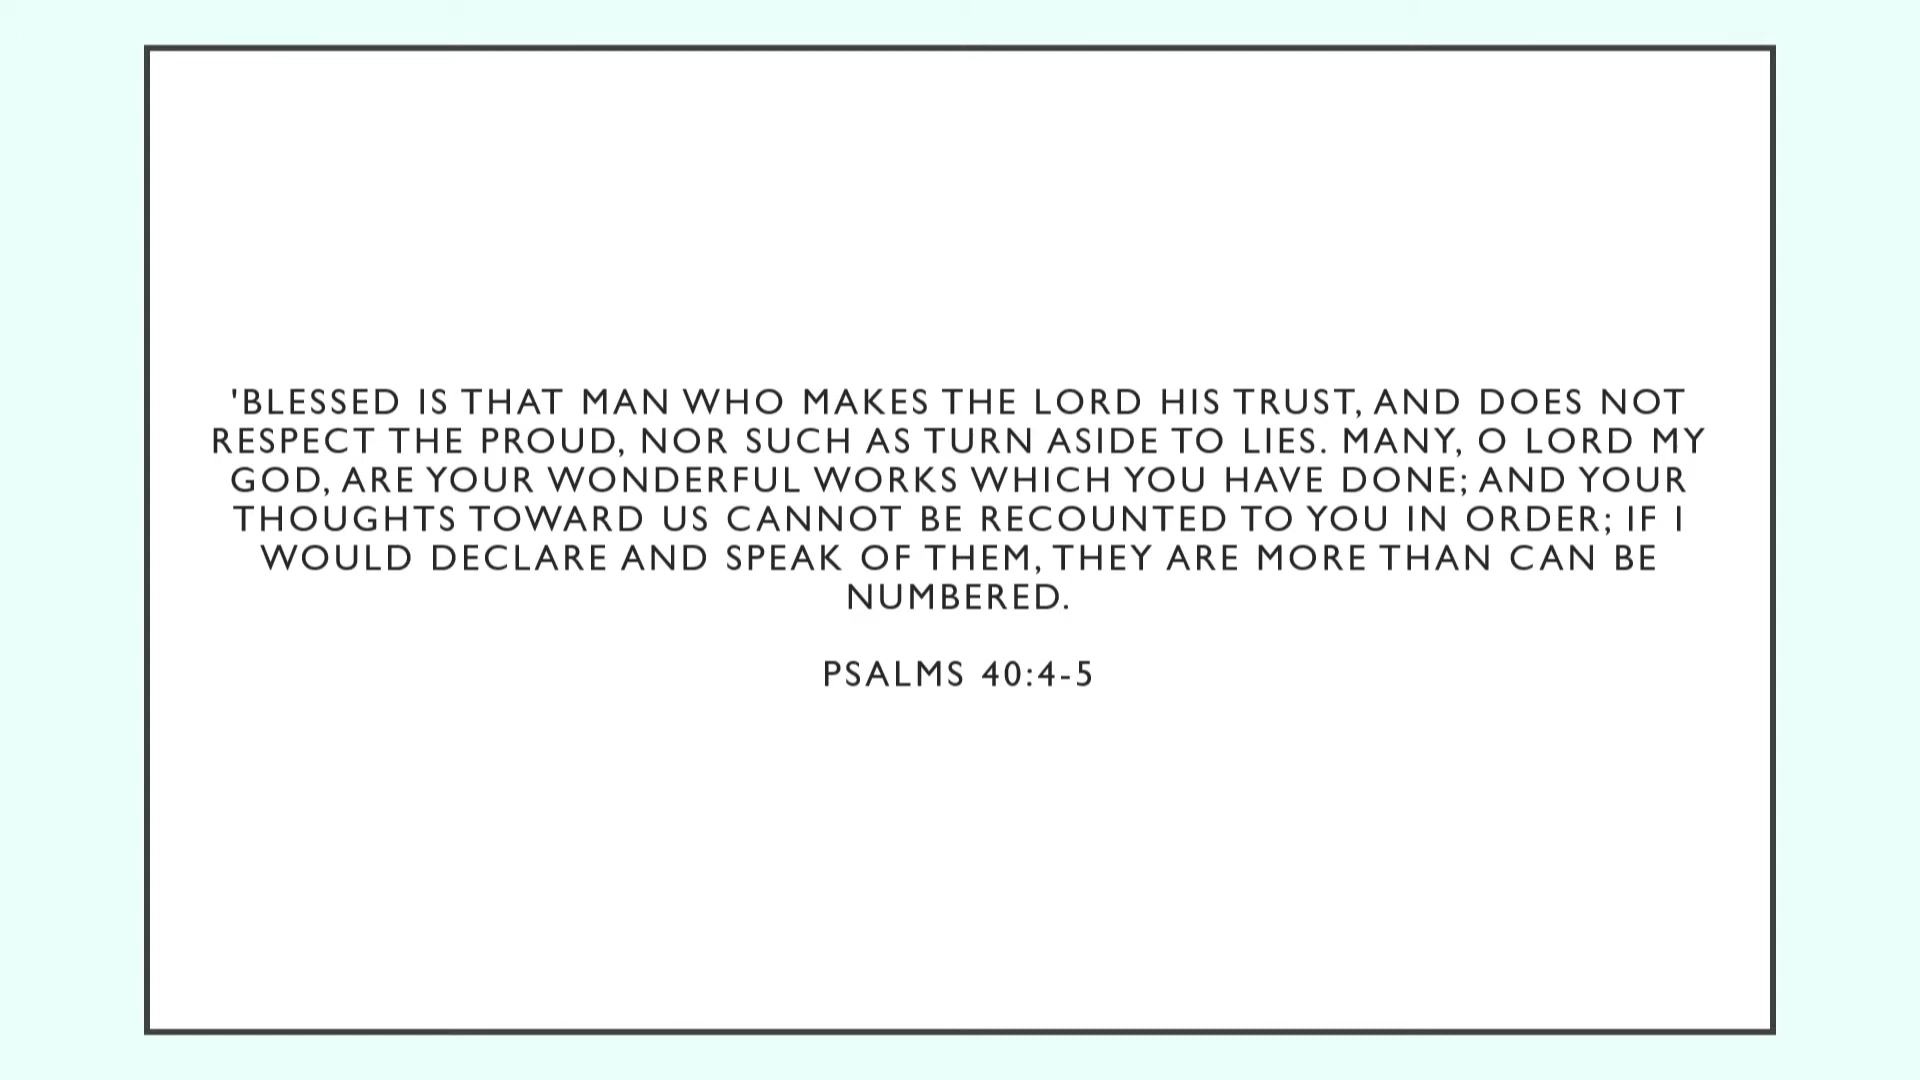 'BLESSED IS THAT MAN WHO MAKES THE LORD HIS TRUST, AND DOES NOT
RESPECT THE PROUD, NOR SUCH AS TURN ASIDE TO LIES. MANY, O LORD MY
GOD, ARE YOUR WONDERFUL WORKS WHICH YOU HAVE DONE; AND YOUR
THOUGHTS TOWARD US CANNOT BE RECOUNTED TO YOU IN ORDER; IF I
WOULD DECLARE AND SPEAK OF THEM, THEY ARE MORE THAN CAN BE
NUMBERED.
PSALMS 40:4-5